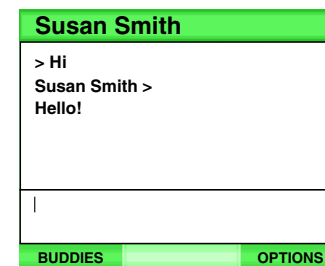 Susan Smith
> Hi
Susan Smith >
Hello!
BUDDIES OPTIONS